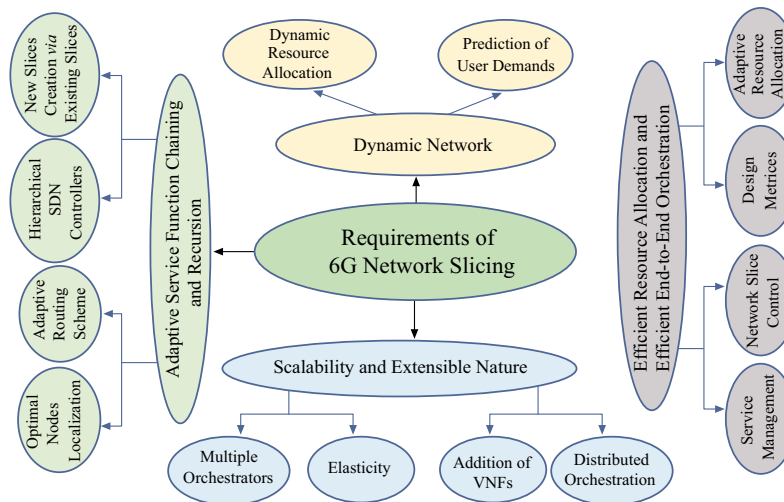 Dynamic
Resource
Allocation
Prediction of
User Demands
Dynamic Network
Requirements of
6G Network Slicing
New Slices
Creation via
Existing Slices
Hierarchical
SDN
Controllers
Adaptive
Routing
Scheme
Optimal
Nodes
Localization
Adaptive Service Function Chaining
and Recursion
Scalability and Extensible Nature
Multiple
Orchestrators
Elasticity
Addition of
VNFs
Distributed
Orchestration
Efficient Resource Allocation and
Efficient End-to-End Orchestration
Adaptive
Resource
Allocation
Design
Metrices
Network Slice
Control
Service
Management